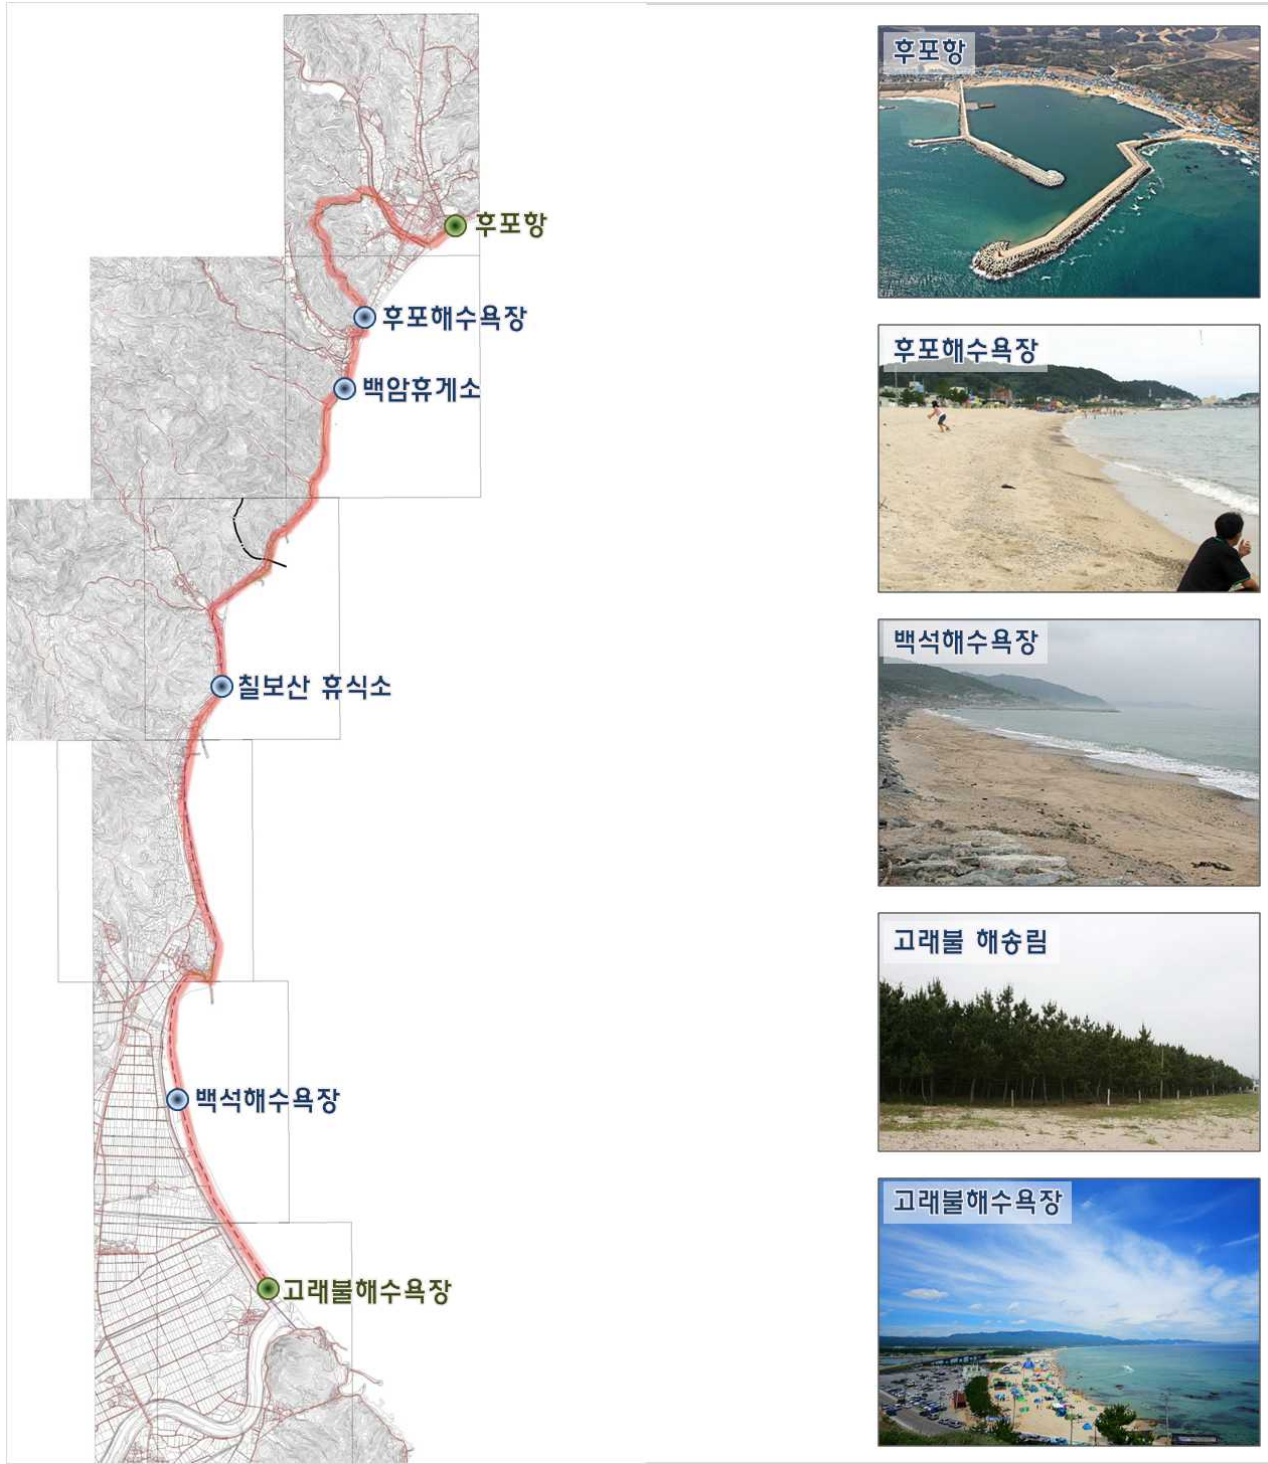 후포항
후포해수욕장
백암휴게소
칠보산 휴식소
백석해수욕장
고래불해수욕장
후포항
후포해수욕장
백석해수욕장
고래불 해송림
고래불해수욕장